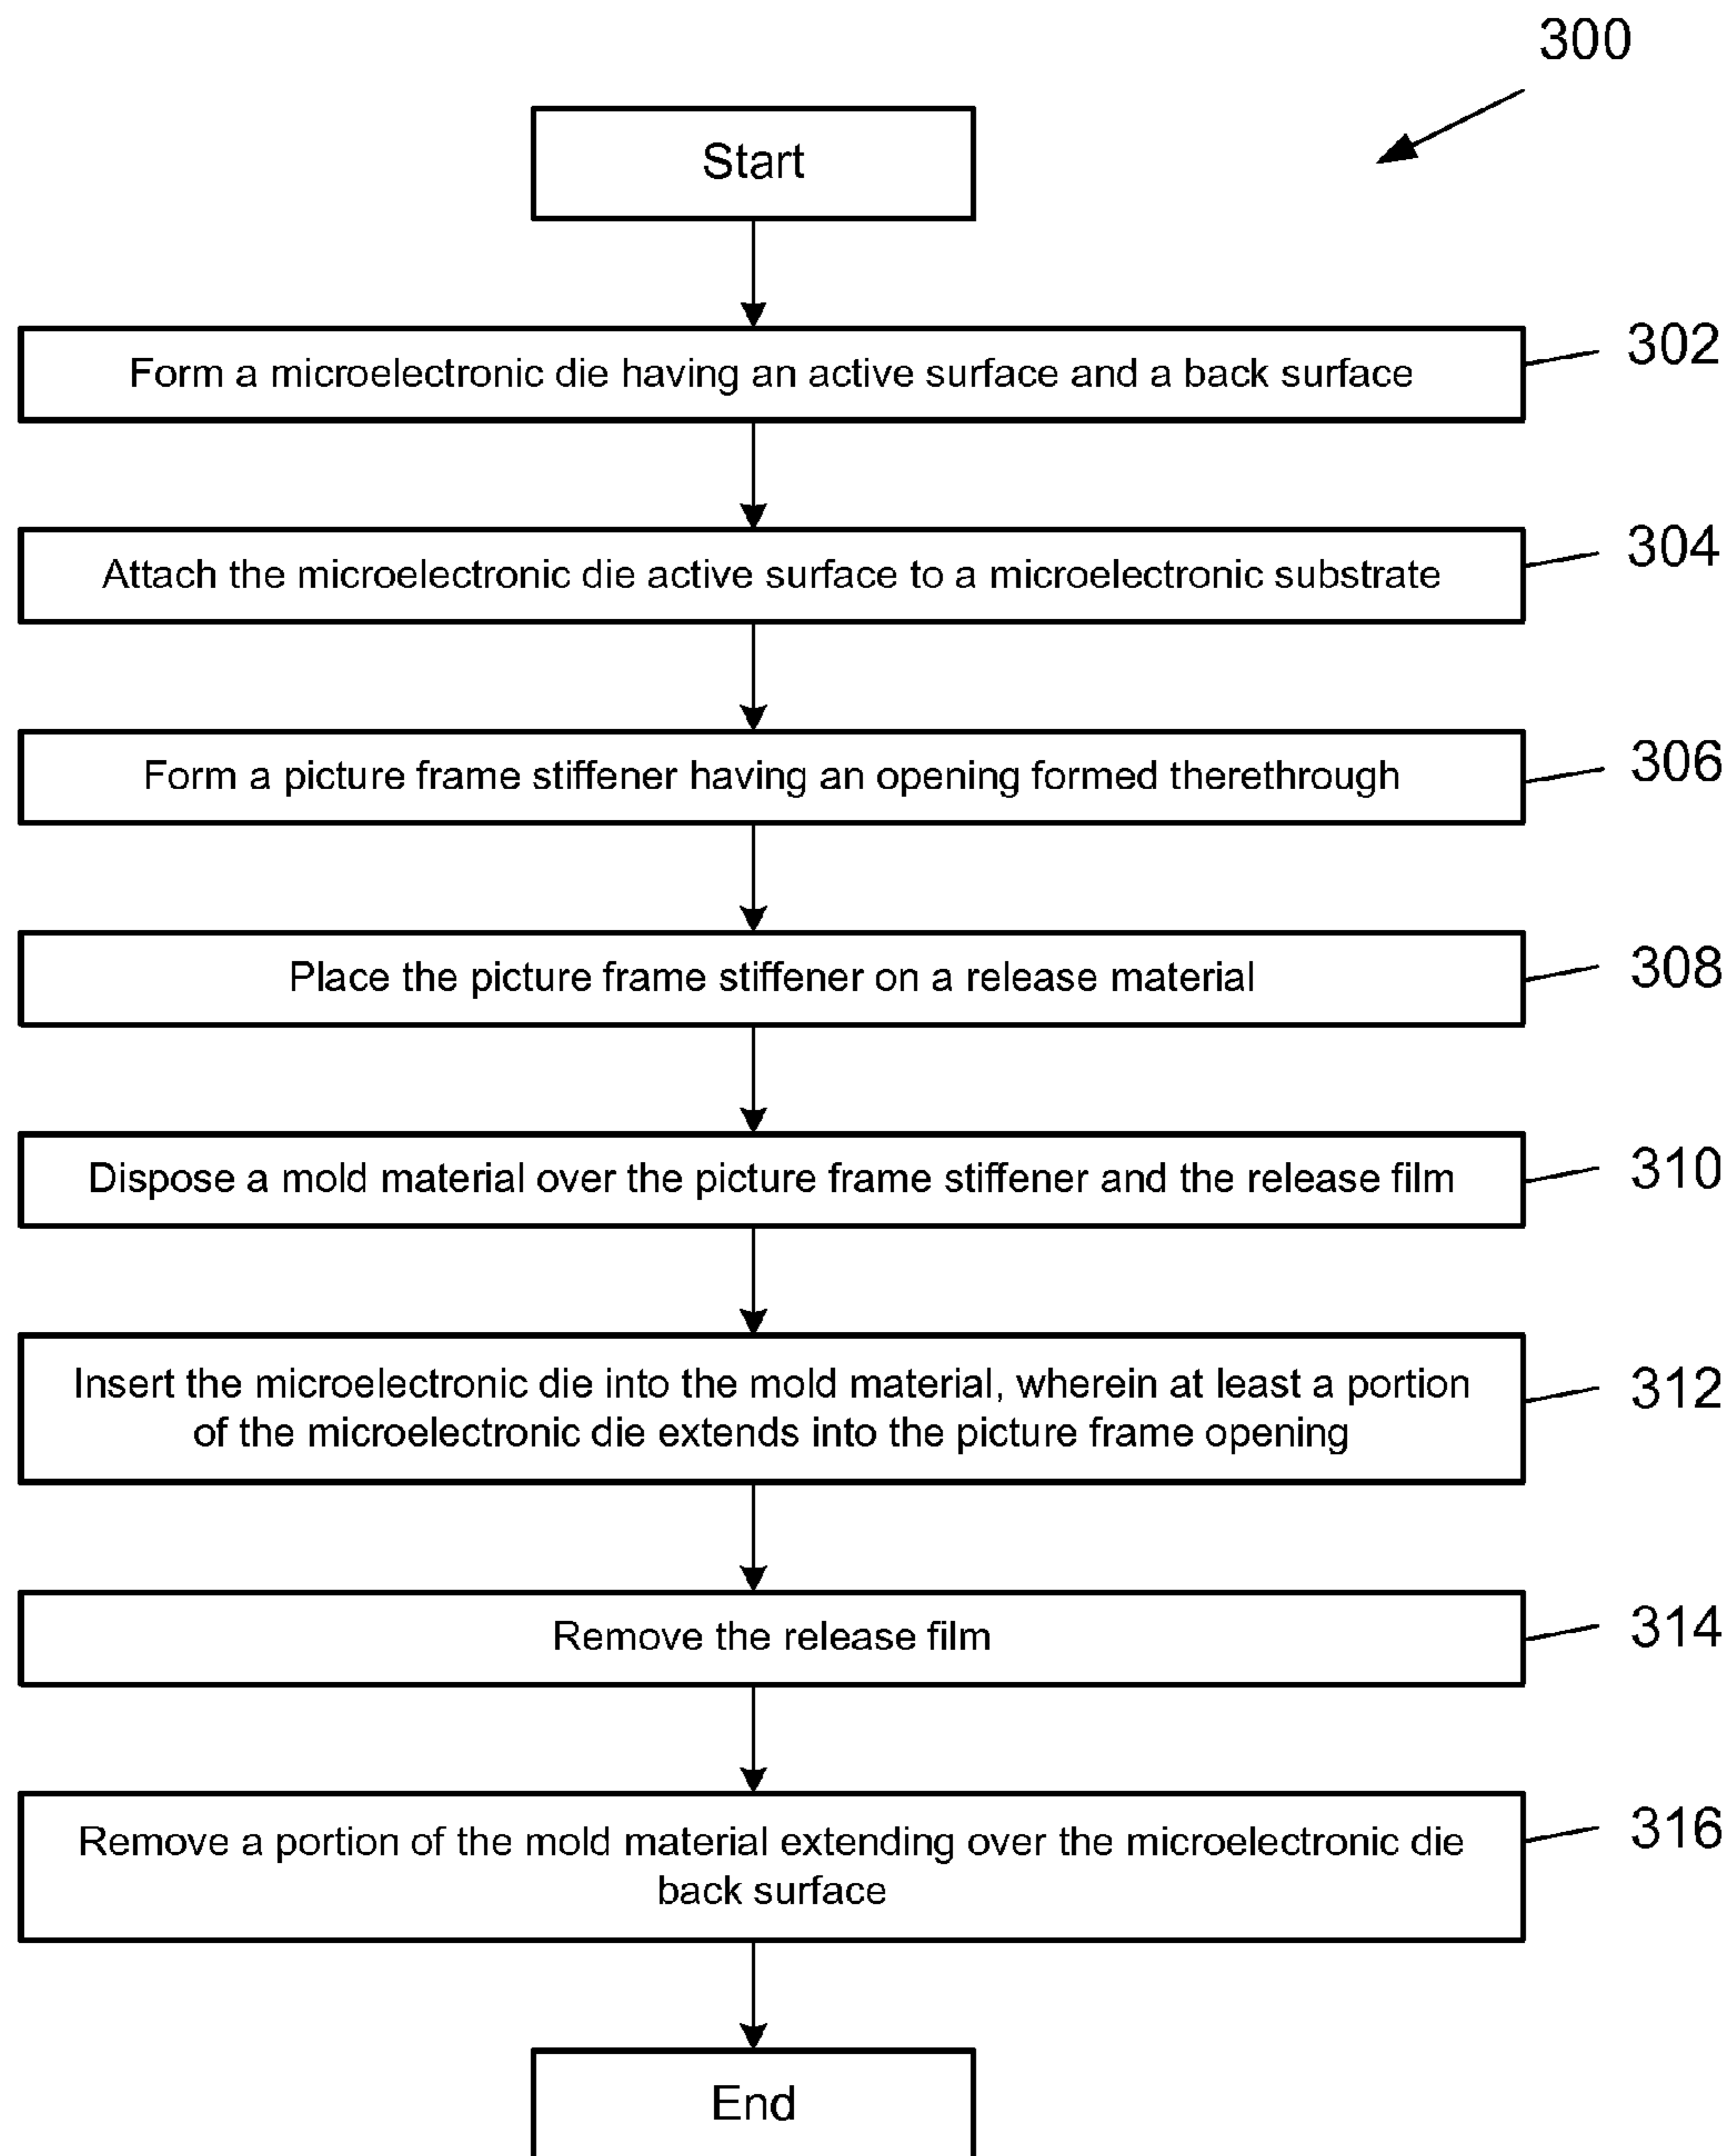 300
Start
Form a microelectronic die having an active surface and a back surface
302
Attach the microelectronic die active surface to a microelectronic substrate
304
Form a picture frame stiffener having an opening formed therethrough
306
Place the picture frame stiffener on a release material
308
Dispose a mold material over the picture frame stiffener and the release film
310
Insert the microelectronic die into the mold material, wherein at least a portion
of the microelectronic die extends into the picture frame opening
312
Remove the release film
314
Remove a portion of the mold material extending over the microelectronic die
back surface
316
End